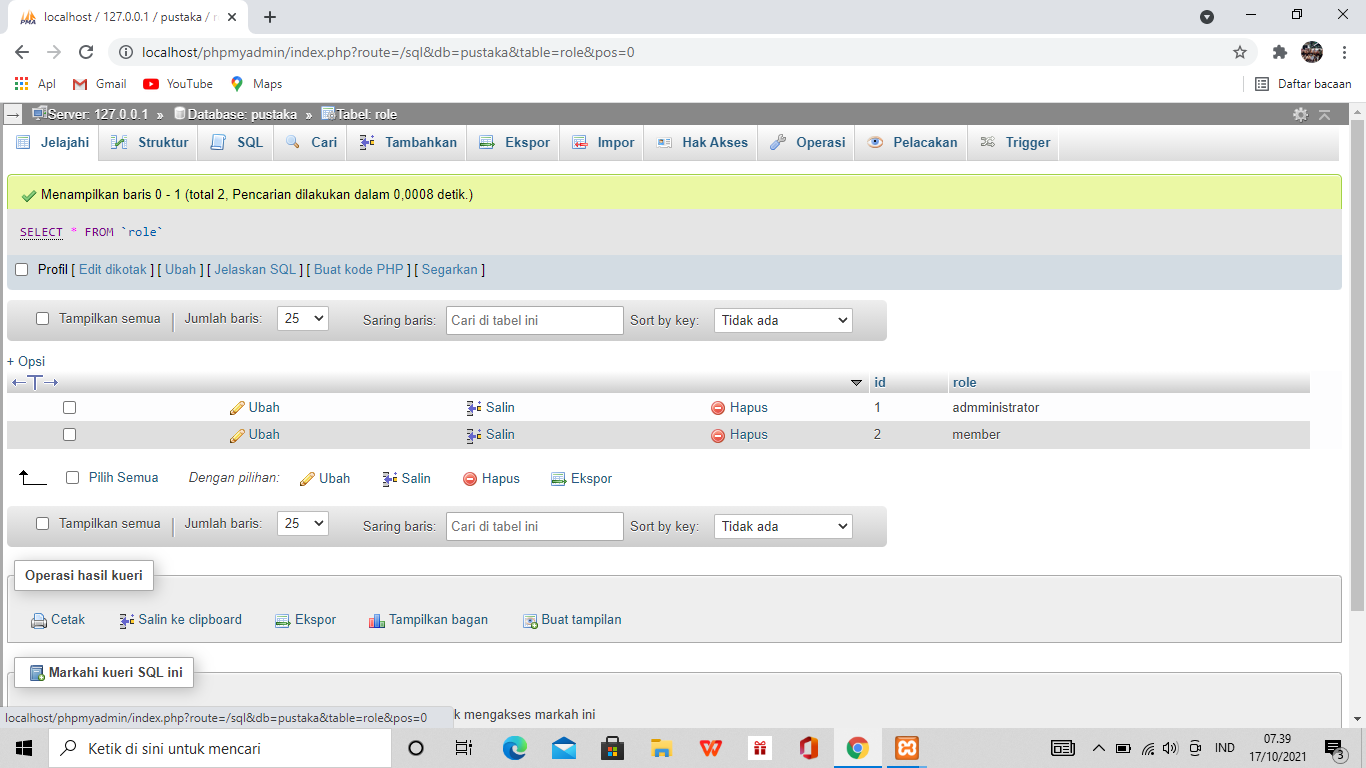 localhost / 127.0.0.1 / pustaka / r
localhost/phpmyadmin/index.php?route=/sql&db=pustaka&table=role&pos=0
Apl Gmail YouTube Maps Daftar bacaan
Server: 127.0.0.1 » Database: pustaka » Tabel: role
Jelajahi Struktur SQL Cari Tambahkan Ekspor Impor Hak Akses Operasi Pelacakan Trigger
Menampilkan baris 0 - 1 (total 2, Pencarian dilakukan dalam 0,0008 detik.)
SELECT * FROM `role`
Profil [ Edit dikotak ] [ Ubah ] [ Jelaskan SQL ] [ Buat kode PHP ] [ Segarkan ]
Tampilkan semua | Jumlah baris: 25 Saring baris: Cari di tabel ini Sort by key: Tidak ada
+ Opsi
←T→ id role
Ubah Salin Hapus 1 admministrator
Ubah Salin Hapus 2 member
Pilih Semua Dengan pilihan: Ubah Salin Hapus Ekspor
Tampilkan semua | Jumlah baris: 25 Saring baris: Cari di tabel ini Sort by key: Tidak ada
Operasi hasil kueri
Cetak Salin ke clipboard Ekspor Tampilkan bagan Buat tampilan
Markahi kueri SQL ini
k mengakses markah ini
localhost/phpmyadmin/index.php?route=/sql&db=pustaka&table=role&pos=0
Ketik di sini untuk mencari
IND
07.39
17/10/2021
3